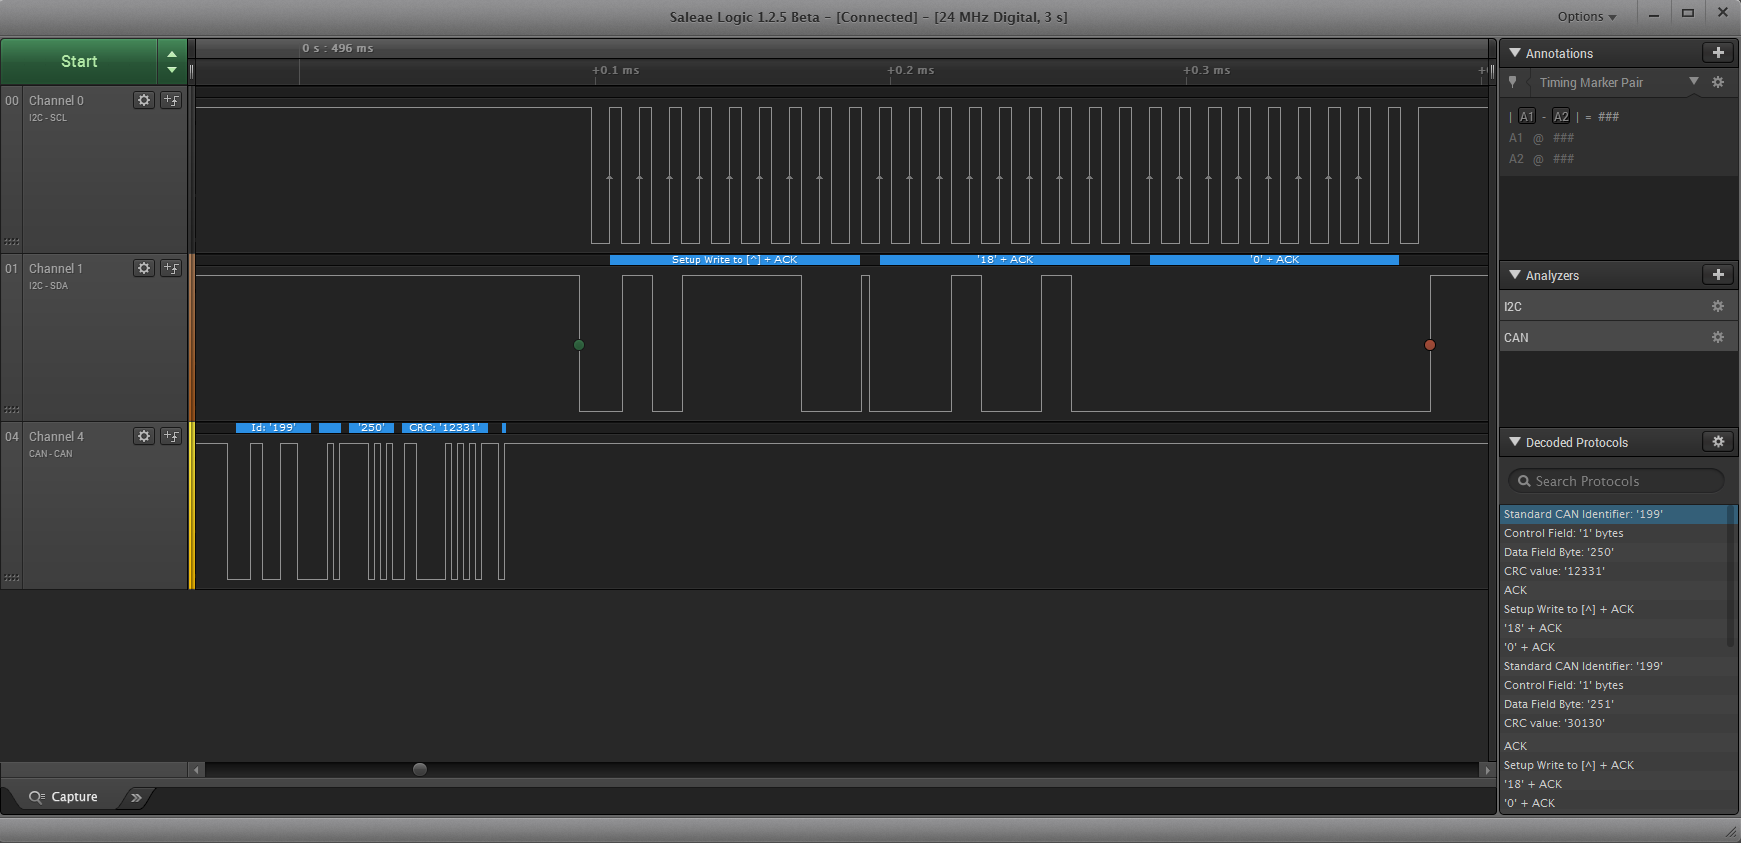 Saleae Logic 1.2.5 Beta - [Connected] - [24 MHz Digital, 3 s]
Options
Start
0 s : 496 ms
+0.1 ms
+0.2 ms
+0.3 ms
00
Channel 0
I2C - SCL
01
Channel 1
I2C - SDA
Setup Write to [^] + ACK
'18' + ACK
'0' + ACK
04
Channel 4
CAN - CAN
Id: '199'
'250'
CRC: '12331'
Capture
Annotations
Timing Marker Pair
| A1 - A2 | = ###
A1 @ ###
A2 @ ###
Analyzers
I2C
CAN
Decoded Protocols
Search Protocols
Standard CAN Identifier: '199'
Control Field: '1' bytes
Data Field Byte: '250'
CRC value: '12331'
ACK
Setup Write to [^] + ACK
'18' + ACK
'0' + ACK
Standard CAN Identifier: '199'
Control Field: '1' bytes
Data Field Byte: '251'
CRC value: '30130'
ACK
Setup Write to [^] + ACK
'18' + ACK
'0' + ACK